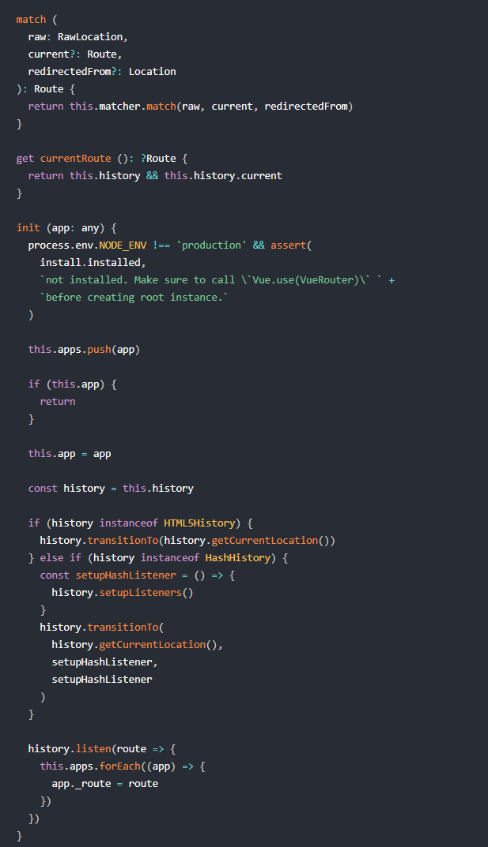 match (
  raw: RawLocation,
  current?: Route,
  redirectedFrom?: Location
): Route {
  return this.matcher.match(raw, current, redirectedFrom)
}

get currentRoute (): ?Route {
  return this.history && this.history.current
}

init (app: any) {
  process.env.NODE_ENV !== 'production' && assert(
    install.installed,
    `not installed. Make sure to call \`Vue.use(VueRouter)\` ` +
    `before creating root instance.`
  )

  this.apps.push(app)

  if (this.app) {
    return
  }

  this.app = app

  const history = this.history

  if (history instanceof HTML5History) {
    history.transitionTo(history.getCurrentLocation())
  } else if (history instanceof HashHistory) {
    const setupHashListener = () => {
      history.setupListeners()
    }
    history.transitionTo(
      history.getCurrentLocation(),
      setupHashListener,
      setupHashListener
    )
  }

  history.listen(route => {
    this.apps.forEach((app) => {
      app._route = route
    })
  })
}